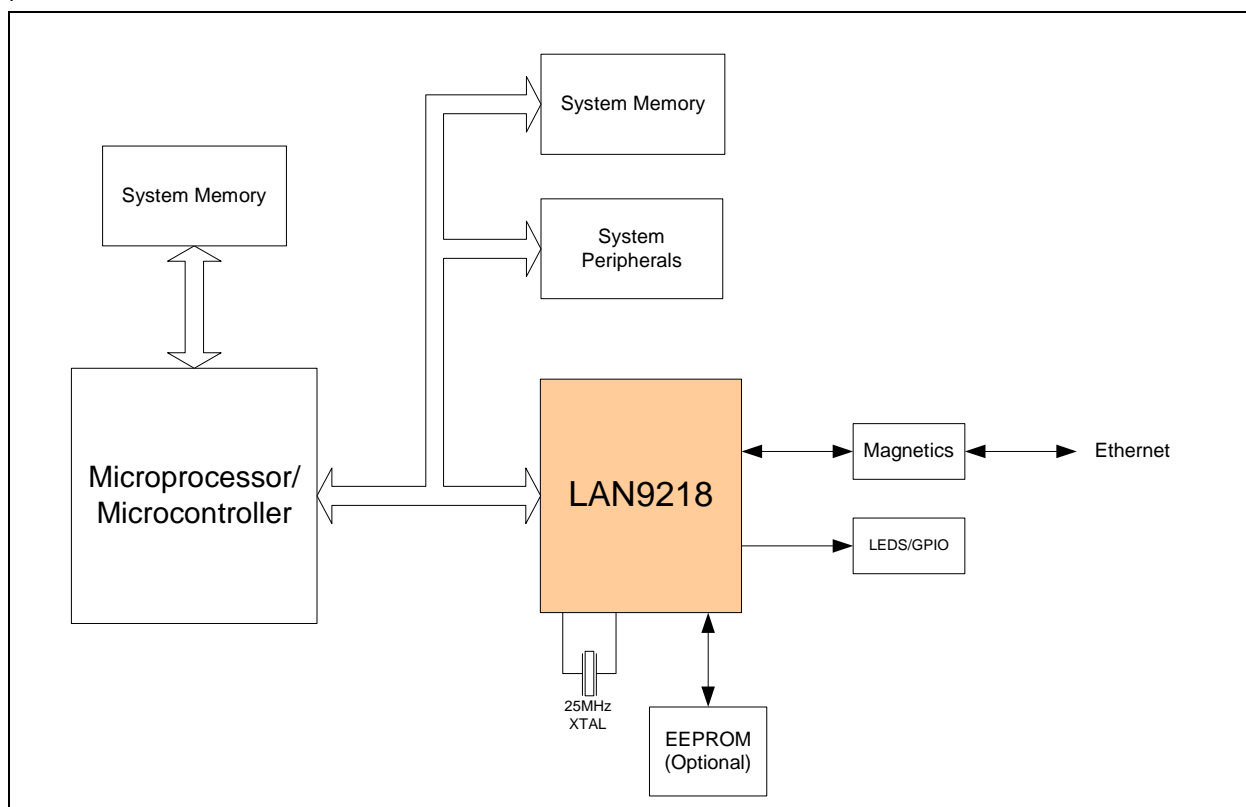 System Memory
System Memory
System
Peripherals
Microprocessor/
Microcontroller
LAN9218
Magnetics
Ethernet
LEDS/GPIO
25MHz
XTAL
EEPROM
(Optional)